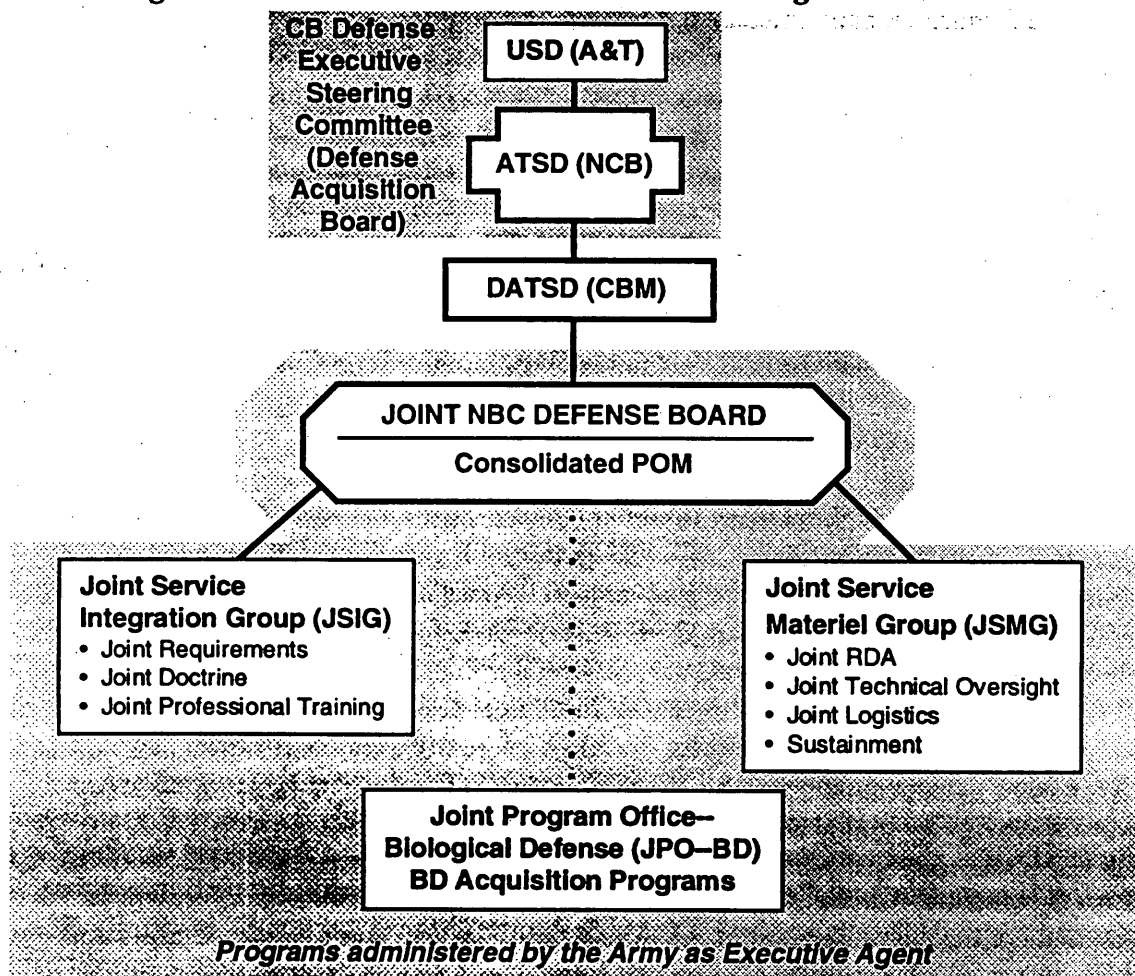 CB Defense
Executive
Steering
Committee
(Defense
Acquisition
Board)
USD (A&T)
ATSD (NCB)
DATSD (CBM)
JOINT NBC DEFENSE BOARD
Consolidated POM
Joint Service
Integration Group (JSIG)
• Joint Requirements
• Joint Doctrine
• Joint Professional Training
Joint Service
Materiel Group (JSMG)
• Joint RDA
• Joint Technical Oversight
• Joint Logistics
• Sustainment
Joint Program Office–
Biological Defense (JPO–BD)
BD Acquisition Programs
Programs administered by the Army as Executive Agent